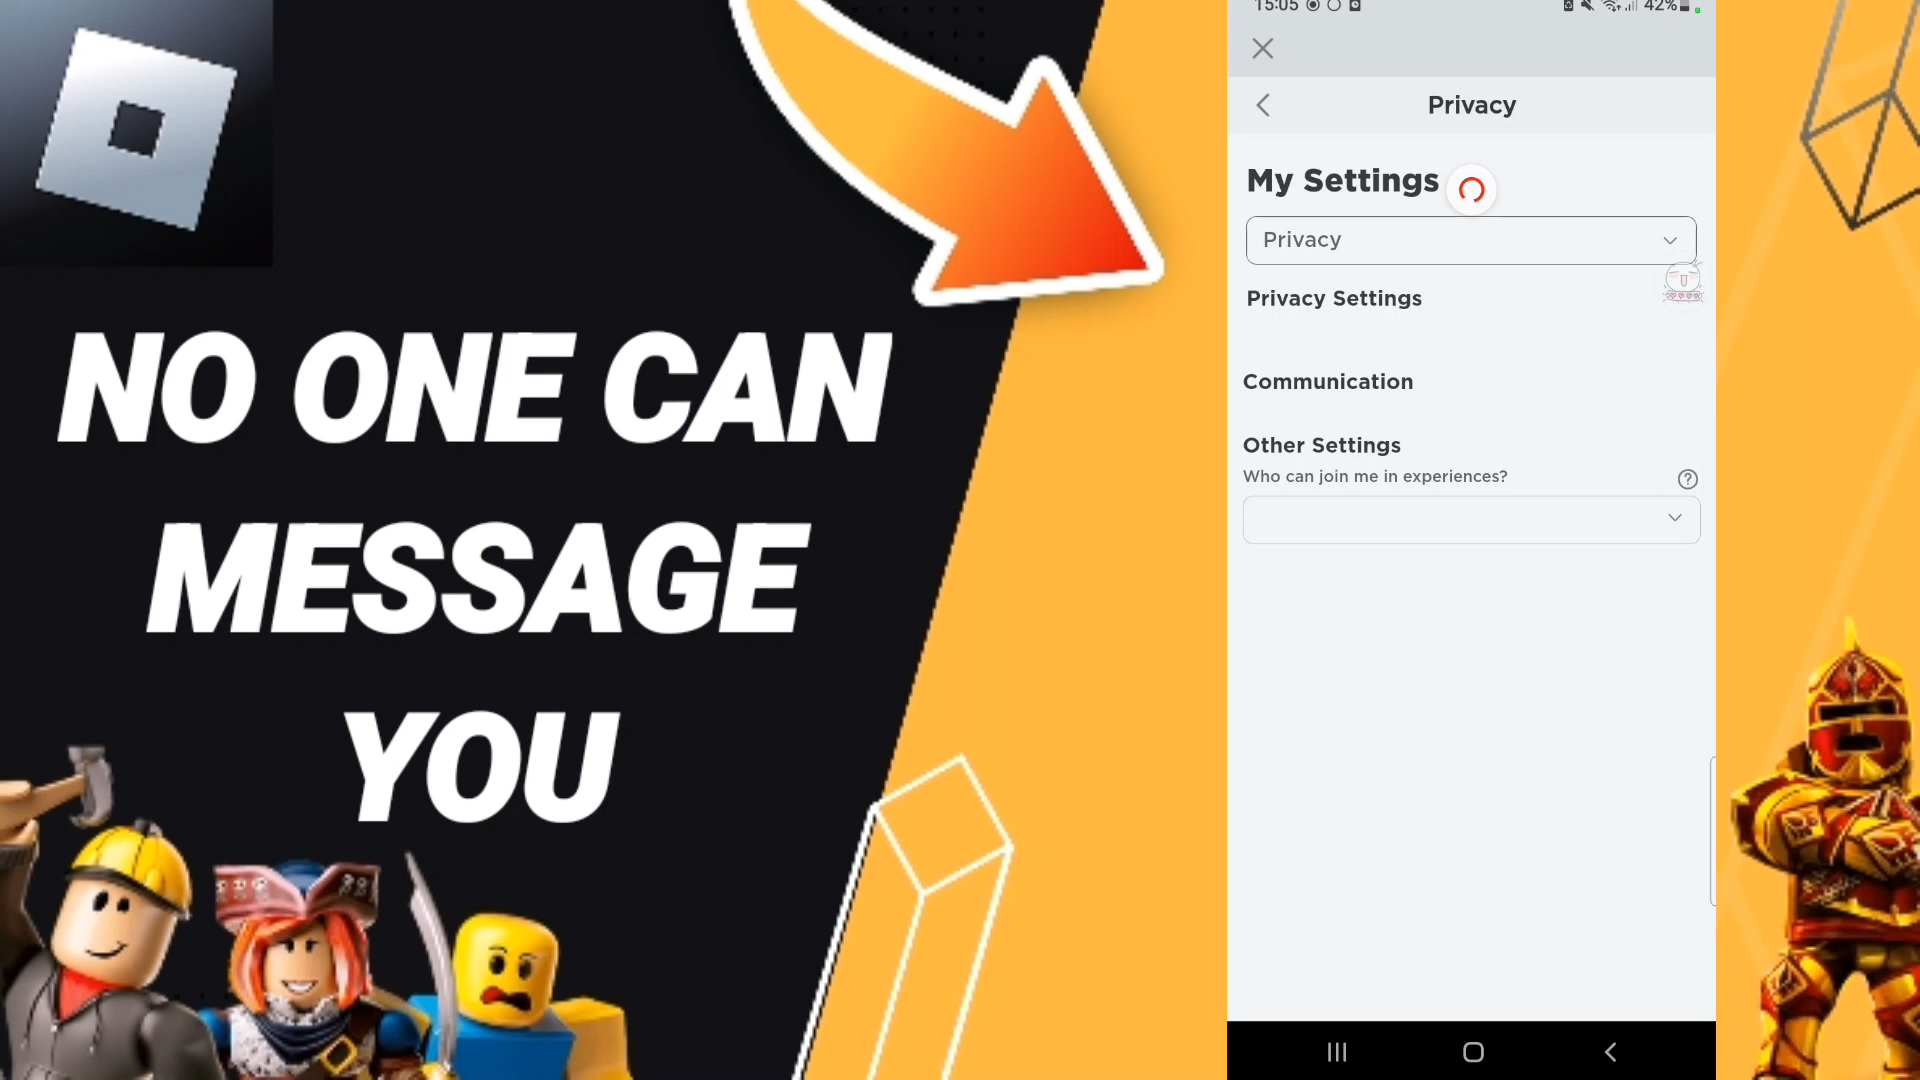 NO ONE CAN
MESSAGE
YOU
15:05
42%
Privacy
My Settings
Privacy
Privacy Settings
Communication
Other Settings
Who can join me in experiences?